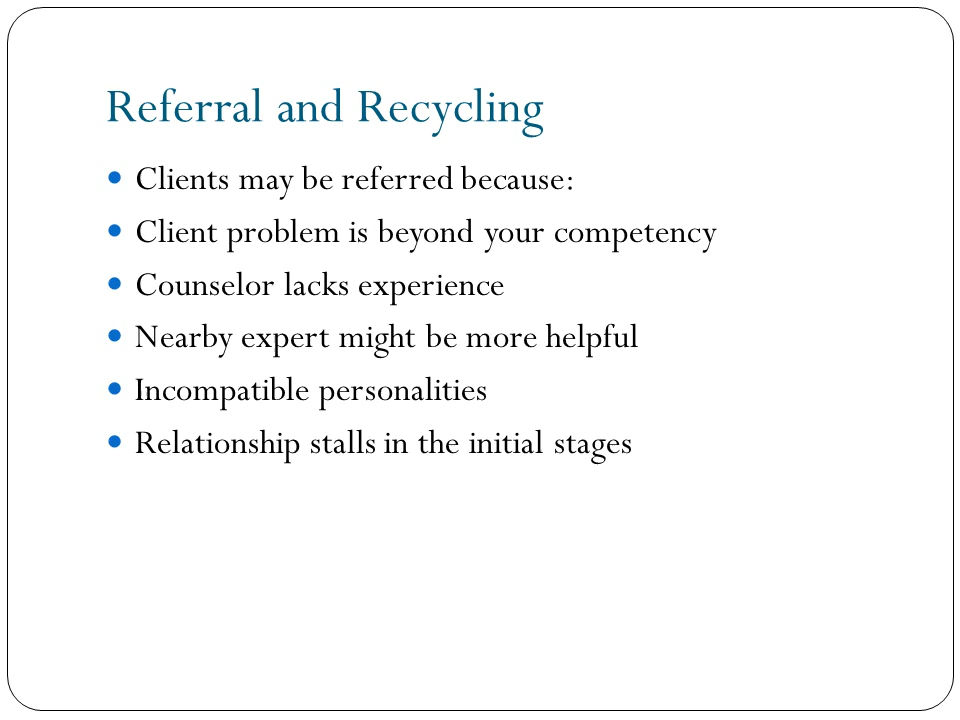 Referral and Recycling
• Clients may be referred because:
• Client problem is beyond your competency
• Counselor lacks experience
• Nearby expert might be more helpful
• Incompatible personalities
• Relationship stalls in the initial stages